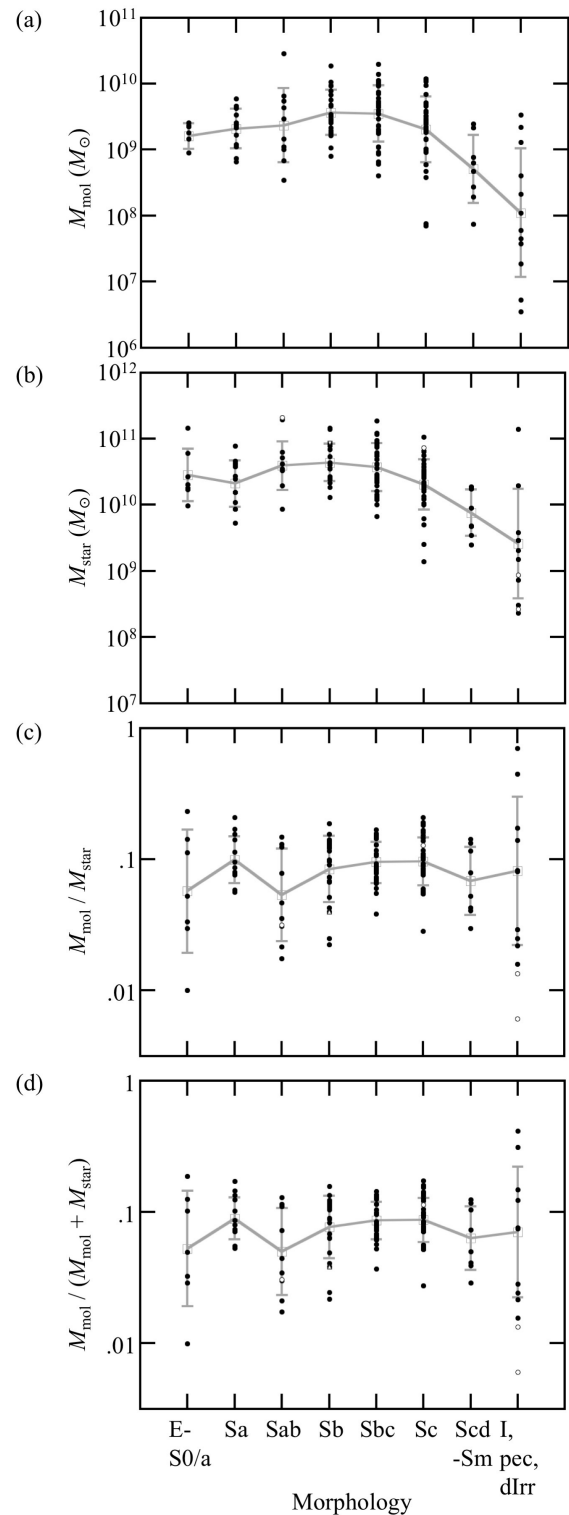 (a)
10^11
10^10
10^9
10^8
10^7
10^6
M_mol (M_⊙)
(b)
10^12
10^11
10^10
10^9
10^8
10^7
M_star (M_⊙)
(c)
1
.1
.01
M_mol / M_star
(d)
1
.1
.01
M_mol / (M_mol + M_star)
E- Sa Sab Sb Sbc Sc Scd I,
S0/a -Sm pec,
dIrr
Morphology